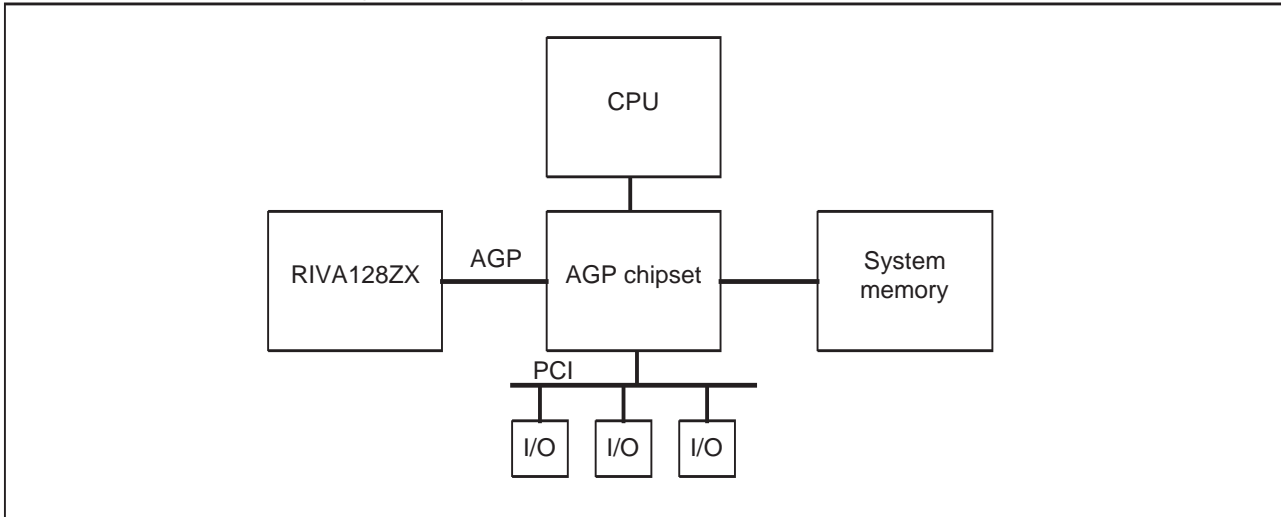 CPU
RIVA128ZX
AGP
AGP chipset
System
memory
PCI
I/O
I/O
I/O